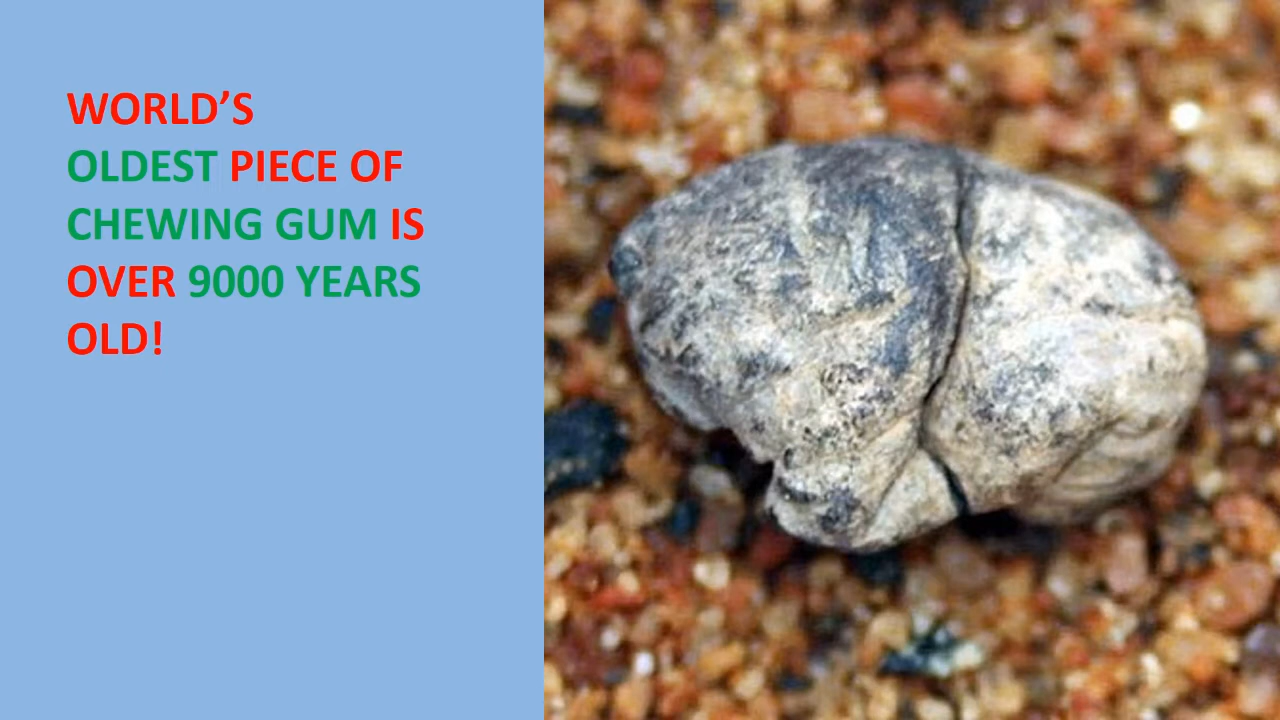 WORLD’S
OLDEST PIECE OF
CHEWING GUM IS
OVER 9000 YEARS
OLD!